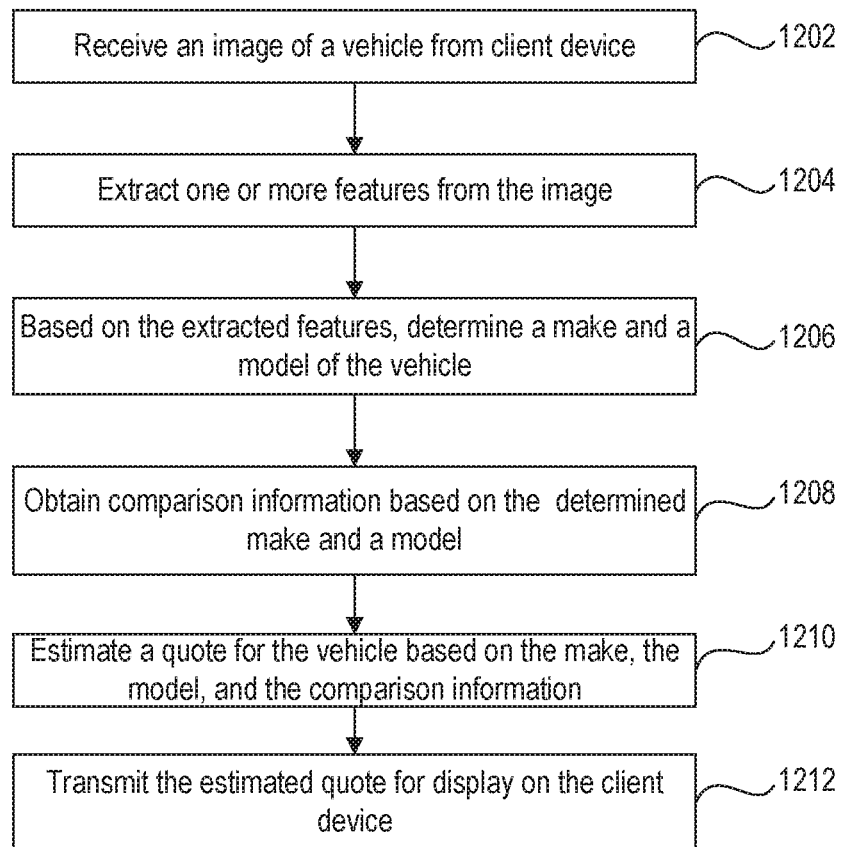 Receive an image of a vehicle from client device
1202
Extract one or more features from the image
1204
Based on the extracted features, determine a make and a
model of the vehicle
1206
Obtain comparison information based on the determined
make and a model
1208
Estimate a quote for the vehicle based on the make, the
model, and the comparison information
1210
Transmit the estimated quote for display on the client
device
1212